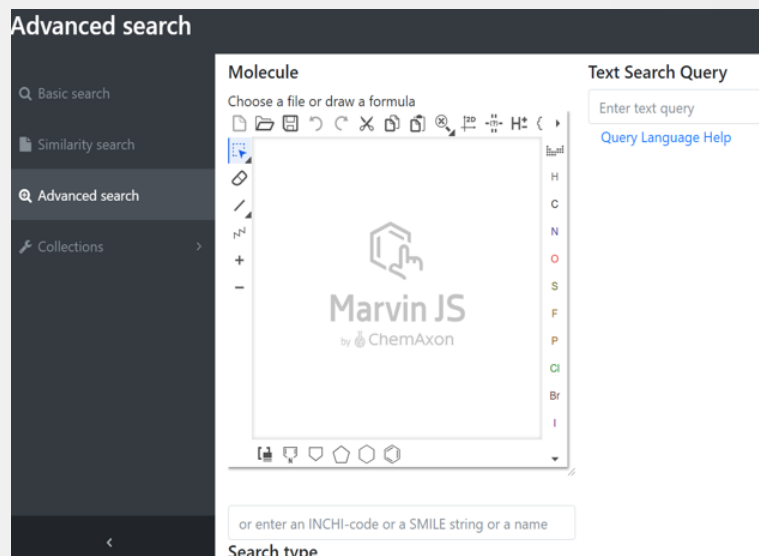 Advanced search
Basic search
Similarity search
Advanced search
Collections
Molecule
Choose a file or draw a formula
2D
H±
H
C
N
O
S
F
P
Cl
Br
I
Marvin JS
by ChemAxon
N
or enter an INCHI-code or a SMILE string or a name
Search type
Text Search Query
Enter text query
Query Language Help